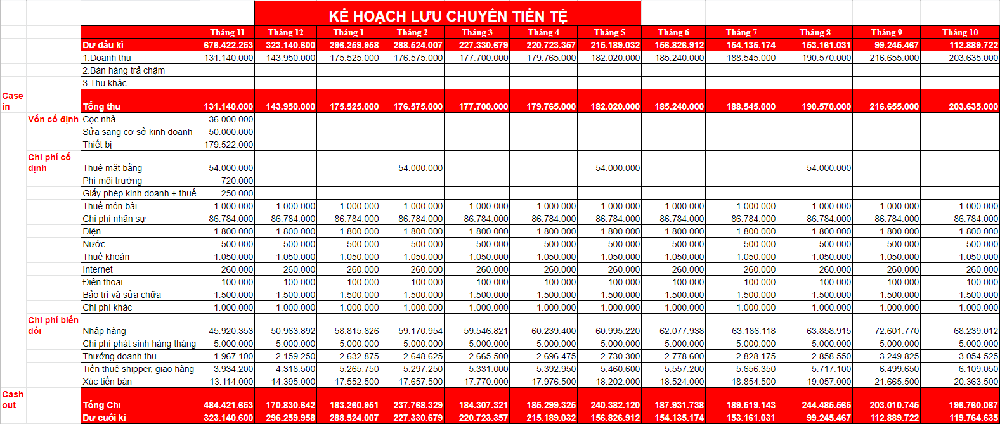 KẾ HOẠCH LƯU CHUYỂN TIỀN TỆ
Tháng 11 Tháng 12 Tháng 1 Tháng 2 Tháng 3 Tháng 4 Tháng 5 Tháng 6 Tháng 7 Tháng 8 Tháng 9 Tháng 10
Dư đầu kì 676.422.253 323.140.600 296.259.958 288.524.007 227.330.679 220.723.357 215.189.032 156.826.912 154.135.174 153.161.031 99.245.467 112.889.722
1.Doanh thu 131.140.000 143.950.000 175.525.000 176.575.000 177.700.000 179.765.000 182.020.000 185.240.000 188.545.000 190.570.000 216.655.000 203.635.000
2.Bán hàng trả chậm
3.Thu khác
Case in Tổng thu 131.140.000 143.950.000 175.525.000 176.575.000 177.700.000 179.765.000 182.020.000 185.240.000 188.545.000 190.570.000 216.655.000 203.635.000
Vốn cố định Cọc nhà 36.000.000
Sửa sang cơ sở kinh doanh 50.000.000
Thiết bị 179.522.000
Chi phí cố định Thuê mặt bằng 54.000.000 54.000.000 54.000.000 54.000.000
Phí môi trường 720.000
Giấy phép kinh doanh + thuế 250.000
Thuế môn bài 1.000.000 1.000.000 1.000.000 1.000.000 1.000.000 1.000.000 1.000.000 1.000.000 1.000.000 1.000.000 1.000.000 1.000.000
Chi phí nhân sự 86.784.000 86.784.000 86.784.000 86.784.000 86.784.000 86.784.000 86.784.000 86.784.000 86.784.000 86.784.000 86.784.000 86.784.000
Điện 1.800.000 1.800.000 1.800.000 1.800.000 1.800.000 1.800.000 1.800.000 1.800.000 1.800.000 1.800.000 1.800.000 1.800.000
Nước 500.000 500.000 500.000 500.000 500.000 500.000 500.000 500.000 500.000 500.000 500.000 500.000
Thuế khoán 1.050.000 1.050.000 1.050.000 1.050.000 1.050.000 1.050.000 1.050.000 1.050.000 1.050.000 1.050.000 1.050.000 1.050.000
Internet 260.000 260.000 260.000 260.000 260.000 260.000 260.000 260.000 260.000 260.000 260.000 260.000
Điện thoại 100.000 100.000 100.000 100.000 100.000 100.000 100.000 100.000 100.000 100.000 100.000 100.000
Bảo trì và sửa chữa 1.500.000 1.500.000 1.500.000 1.500.000 1.500.000 1.500.000 1.500.000 1.500.000 1.500.000 1.500.000 1.500.000 1.500.000
Chi phí khác 1.000.000 1.000.000 1.000.000 1.000.000 1.000.000 1.000.000 1.000.000 1.000.000 1.000.000 1.000.000 1.000.000 1.000.000
Chi phí biến đổi Nhập hàng 45.920.353 50.963.892 58.815.826 59.170.954 59.546.821 60.239.400 60.995.220 62.077.938 63.186.118 63.858.915 72.601.770 68.239.012
Chi phí phát sinh hàng tháng 5.000.000 5.000.000 5.000.000 5.000.000 5.000.000 5.000.000 5.000.000 5.000.000 5.000.000 5.000.000 5.000.000 5.000.000
Thưởng doanh thu 1.967.100 2.159.250 2.632.875 2.648.625 2.665.500 2.696.475 2.730.300 2.778.600 2.828.175 2.858.550 3.249.825 3.054.525
Tiền thuê shipper, giao hàng 3.934.200 4.318.500 5.265.750 5.297.250 5.331.000 5.392.950 5.460.600 5.557.200 5.656.350 5.717.100 6.499.650 6.109.050
Xúc tiến bán 13.114.000 14.395.000 17.552.500 17.657.500 17.770.000 17.976.500 18.202.000 18.524.000 18.854.500 19.057.000 21.665.500 20.363.500
Cash out Tổng Chi 484.421.653 170.830.642 183.260.951 237.768.329 184.307.321 185.299.325 240.382.120 187.931.738 189.519.143 244.485.565 203.010.745 196.760.087
Dư cuối kì 323.140.600 296.259.958 288.524.007 227.330.679 220.723.357 215.189.032 156.826.912 154.135.174 153.161.031 99.245.467 112.889.722 119.764.635